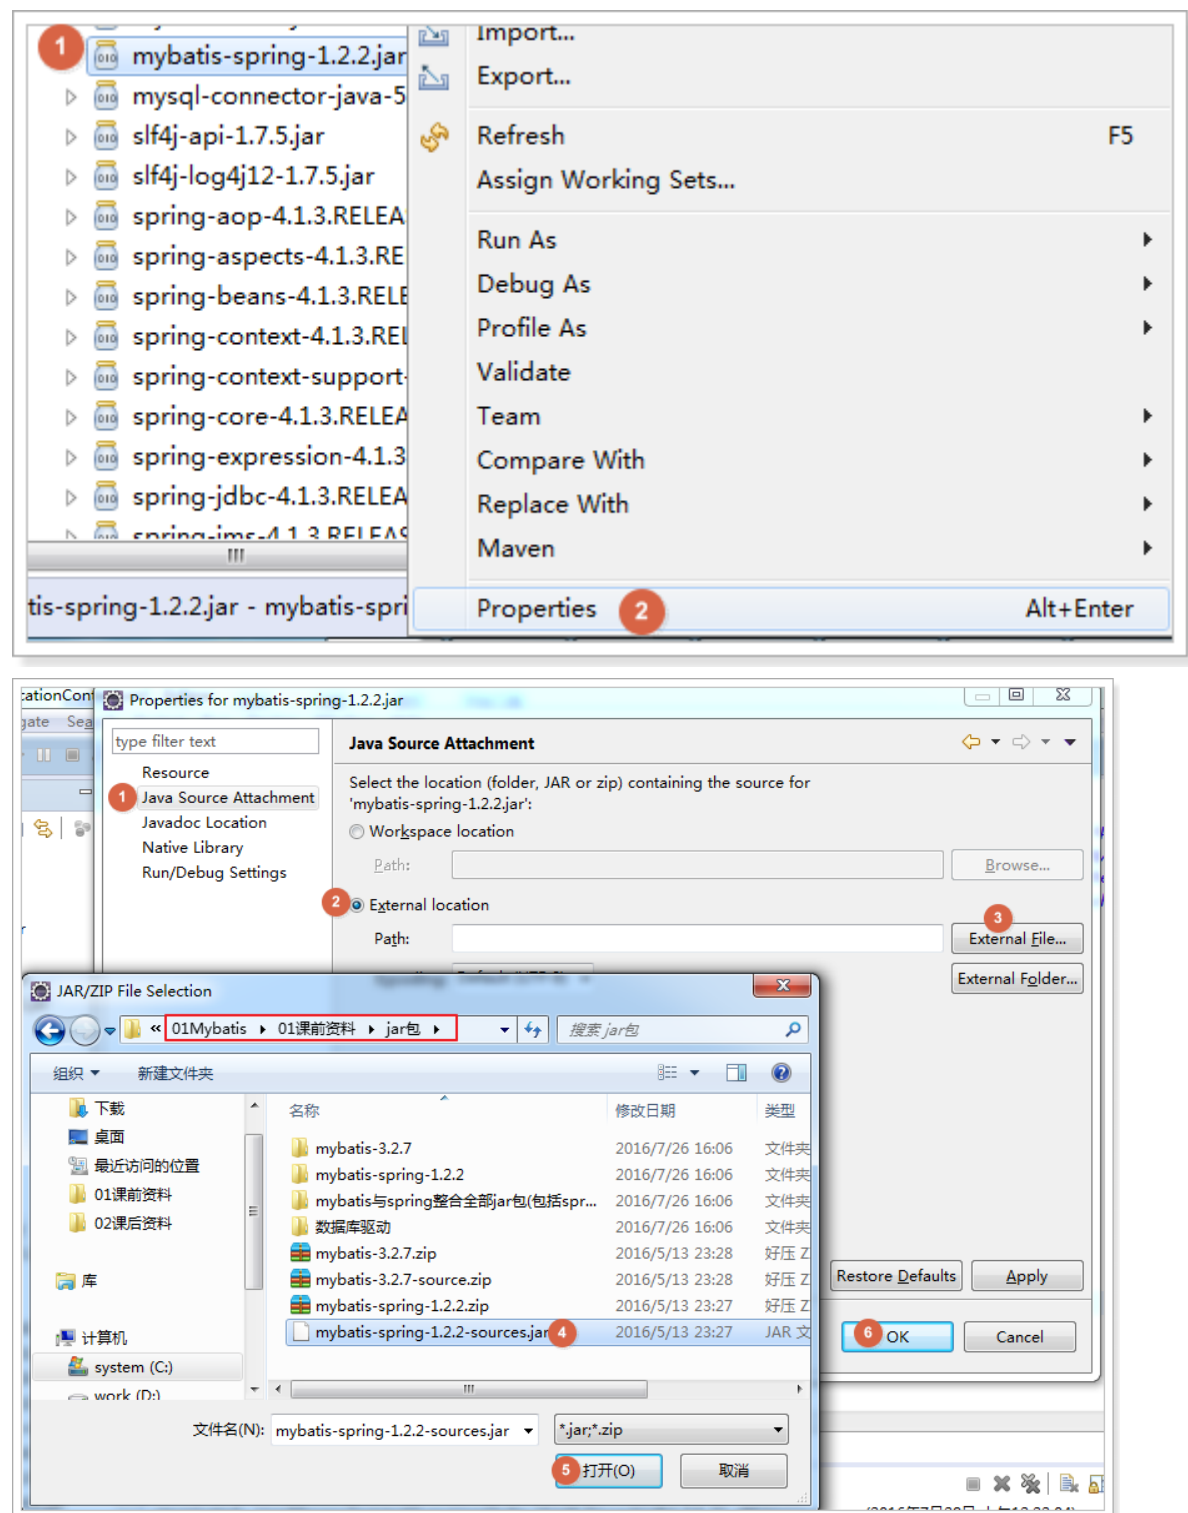 1
mybatis-spring-1.2.2.jar
mysql-connector-java-5
slf4j-api-1.7.5.jar
slf4j-log4j12-1.7.5.jar
spring-aop-4.1.3.RELEA
spring-aspects-4.1.3.RE
spring-beans-4.1.3.RELE
spring-context-4.1.3.REL
spring-context-support-
spring-core-4.1.3.RELEA
spring-expression-4.1.3
spring-jdbc-4.1.3.RELEA
spring-jms-4.1.3.RELEAS
tis-spring-1.2.2.jar - mybatis-spri
Import...
Export...
Refresh F5
Assign Working Sets...
Run As
Debug As
Profile As
Validate
Team
Compare With
Replace With
Maven
Properties 2 Alt+Enter
cationCont
gate Sea
Properties for mybatis-spring-1.2.2.jar
type filter text
Resource
1 Java Source Attachment
Javadoc Location
Native Library
Run/Debug Settings
Java Source Attachment
Select the location (folder, JAR or zip) containing the source for
'mybatis-spring-1.2.2.jar':
Workspace location
Path: Browse...
2 External location
3
Path: External File...
External Folder...
JAR/ZIP File Selection
« 01Mybatis 01课前资料 jar包
搜索 jar包
组织 新建文件夹
下载
桌面
最近访问的位置
01课前资料
02课后资料
库
计算机
system (C:)
work (D:)
名称 修改日期 类型
mybatis-3.2.7 2016/7/26 16:06 文件夹
mybatis-spring-1.2.2 2016/7/26 16:06 文件夹
mybatis与spring整合全部jar包(包括spr... 2016/7/26 16:06 文件夹
数据库驱动 2016/7/26 16:06 文件夹
mybatis-3.2.7.zip 2016/5/13 23:28 好压 Z
mybatis-3.2.7-source.zip 2016/5/13 23:28 好压 Z
mybatis-spring-1.2.2.zip 2016/5/13 23:27 好压 Z
mybatis-spring-1.2.2-sources.jar 4 2016/5/13 23:27 JAR 文
文件名(N): mybatis-spring-1.2.2-sources.jar *.jar;*.zip
5 打开(O) 取消
Restore Defaults Apply
6 OK Cancel